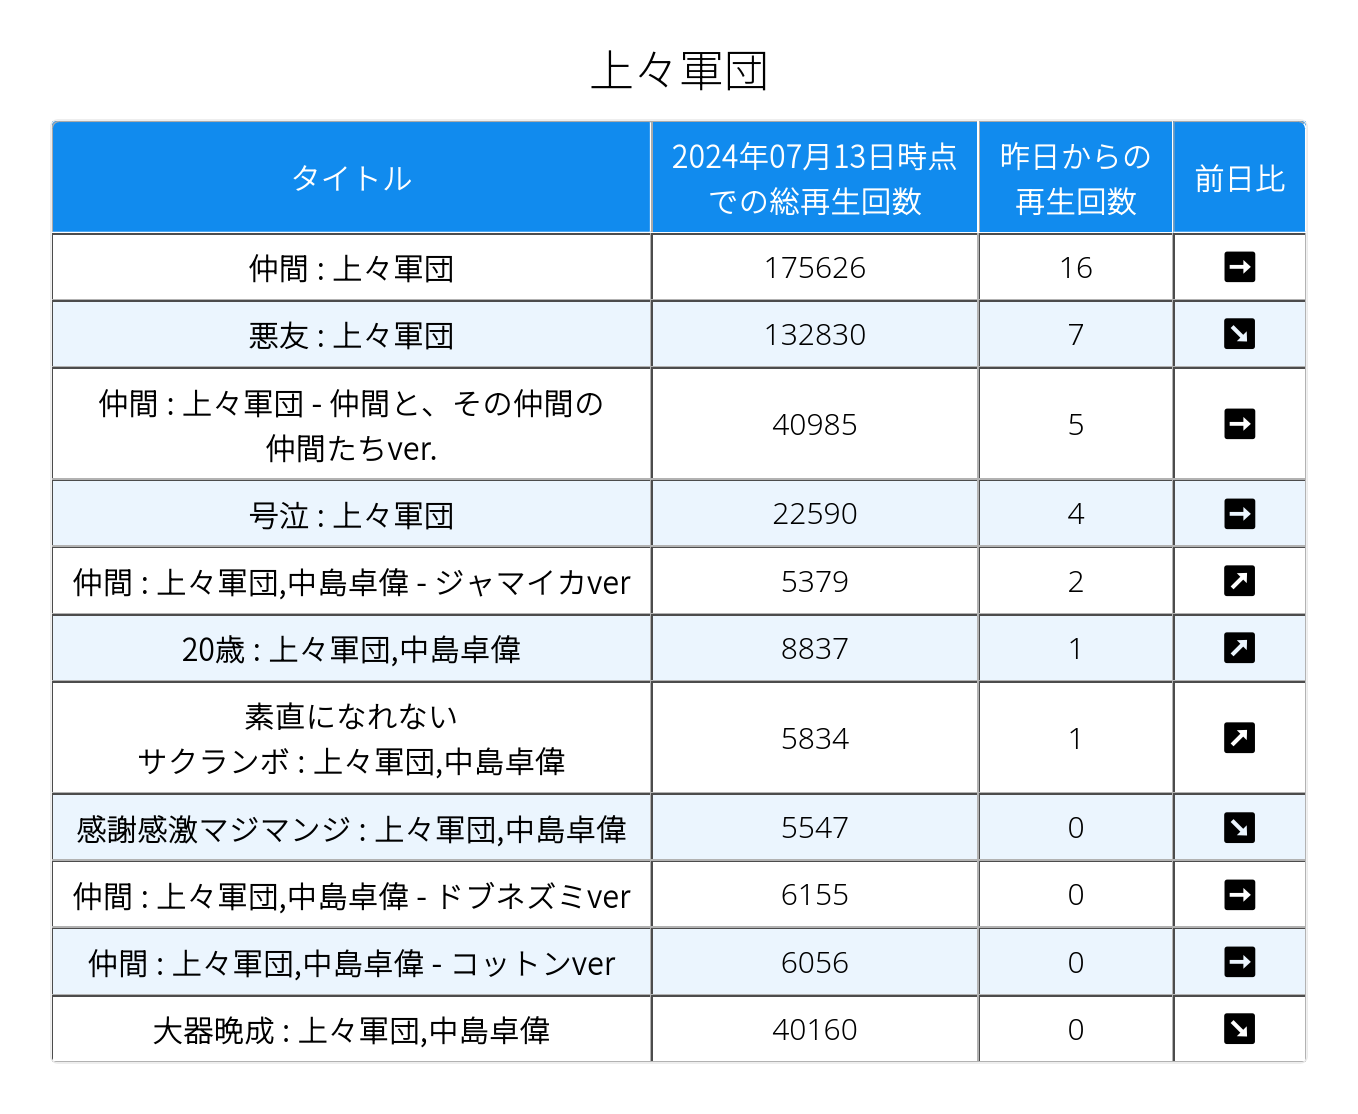 上々軍団
タイトル
2024年07月13日時点
での総再生回数
昨日からの
再生回数
前日比
仲間 : 上々軍団
175626
16
➡
悪友 : 上々軍団
132830
7
↘
仲間 : 上々軍団 - 仲間と、その仲間の
仲間たちver.
40985
5
➡
号泣 : 上々軍団
22590
4
➡
仲間 : 上々軍団,中島卓偉 - ジャマイカver
5379
2
↗
20歳 : 上々軍団,中島卓偉
8837
1
↗
素直になれない
サクランボ : 上々軍団,中島卓偉
5834
1
↗
感謝感激マジマンジ : 上々軍団,中島卓偉
5547
0
↘
仲間 : 上々軍団,中島卓偉 - ドブネズミver
6155
0
➡
仲間 : 上々軍団,中島卓偉 - コットンver
6056
0
➡
大器晩成 : 上々軍団,中島卓偉
40160
0
↘